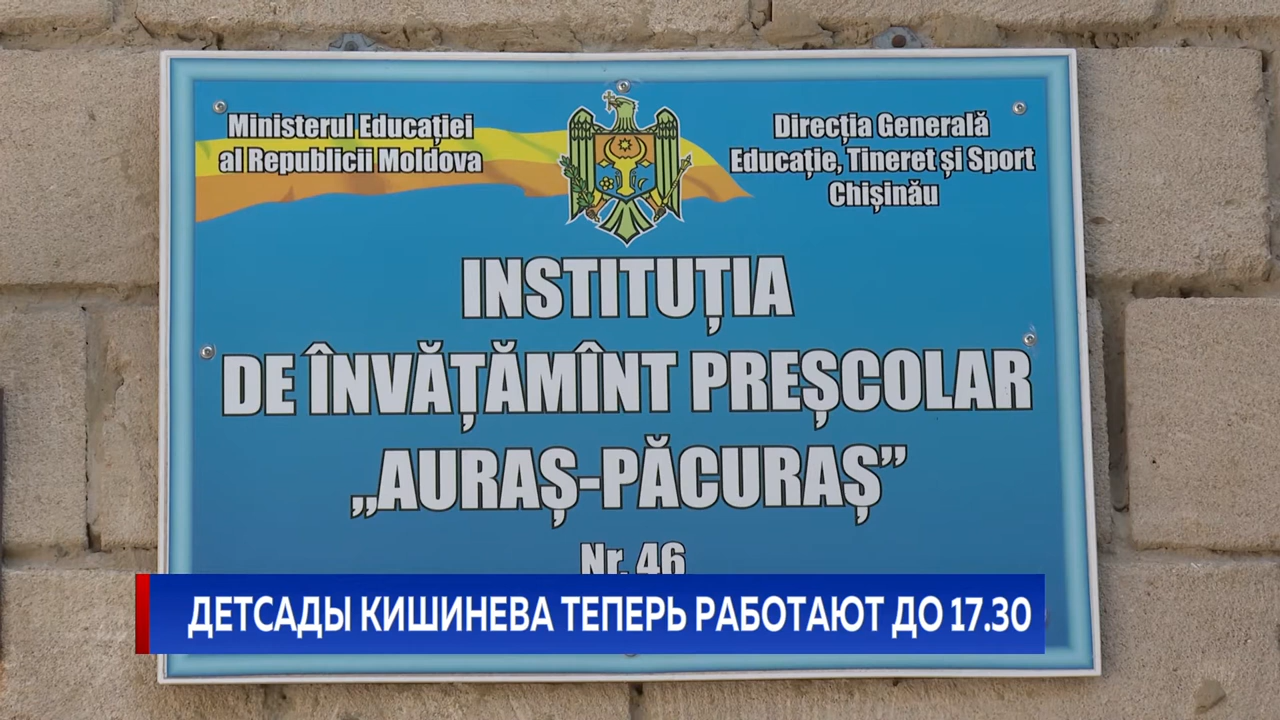 Ministerul Educației
al Republicii Moldova
Direcția Generală
Educație, Tineret și Sport
Chișinău
INSTITUȚIA
DE ÎNVĂȚĂMÎNT PREȘCOLAR
„AURAȘ-PĂCURAȘ”
Nr. 46
ДЕТСАДЫ КИШИНЕВА ТЕПЕРЬ РАБОТАЮТ ДО 17.30